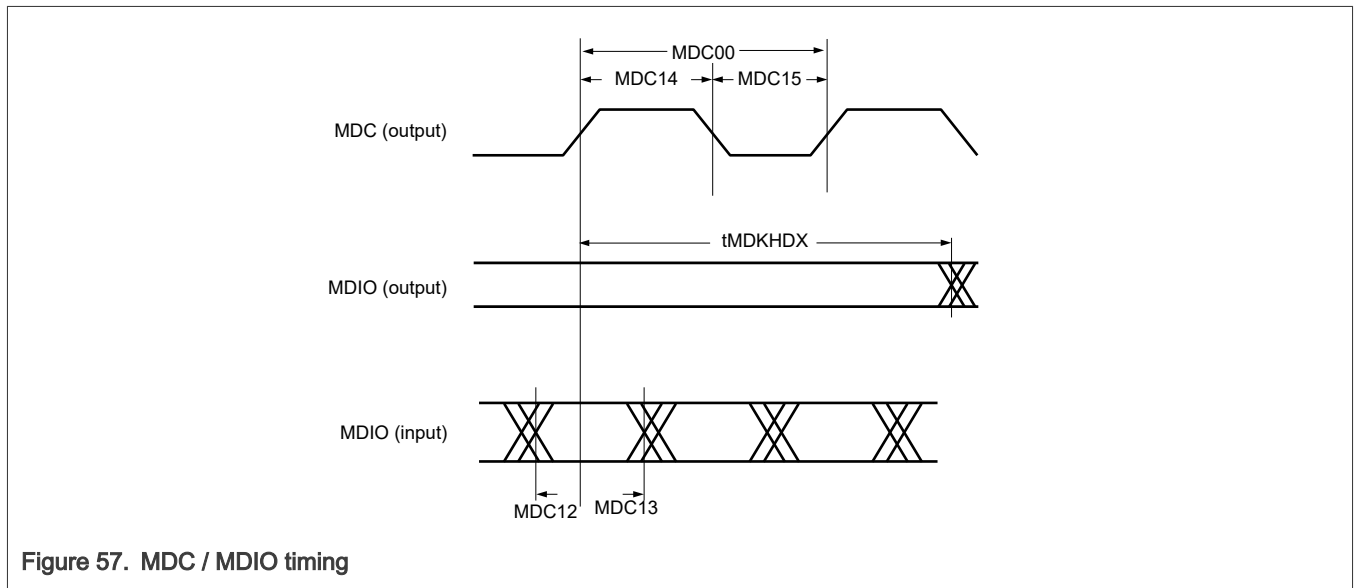 MDC00
MDC14
MDC15
MDC (output)
tMDKHDX
MDIO (output)
MDIO (input)
MDC12
MDC13
Figure 57. MDC / MDIO timing